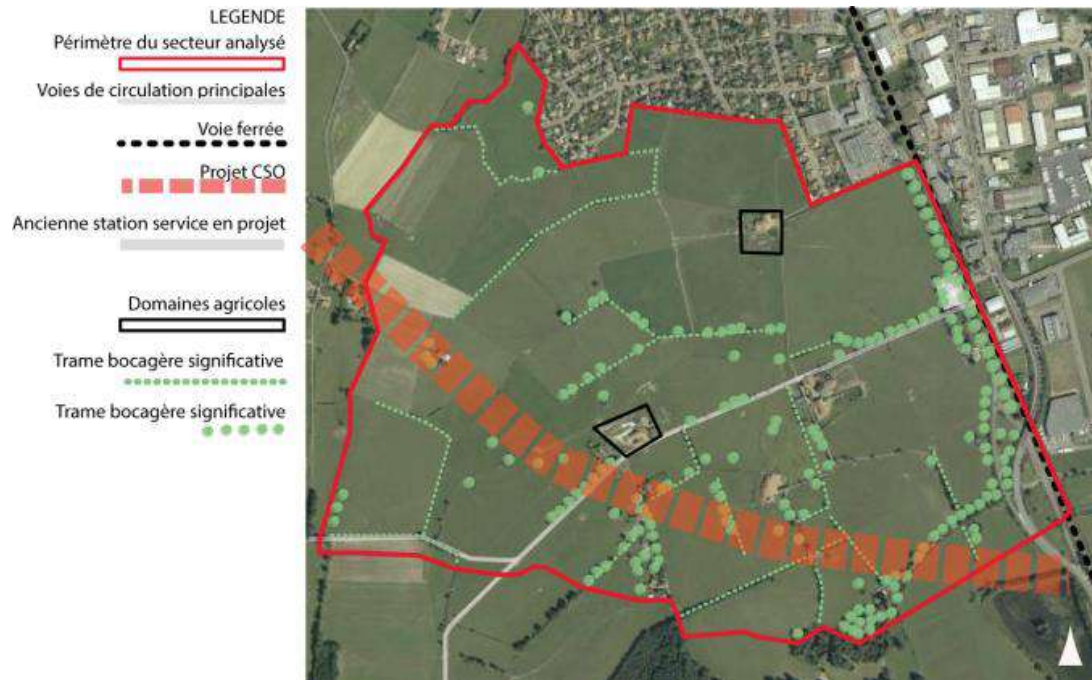 LEGENDE
Périmètre du secteur analysé
Voies de circulation principales
Voie ferrée
Projet CSO
Ancienne station service en projet
Domaines agricoles
Trame bocagère significative
Trame bocagère significative